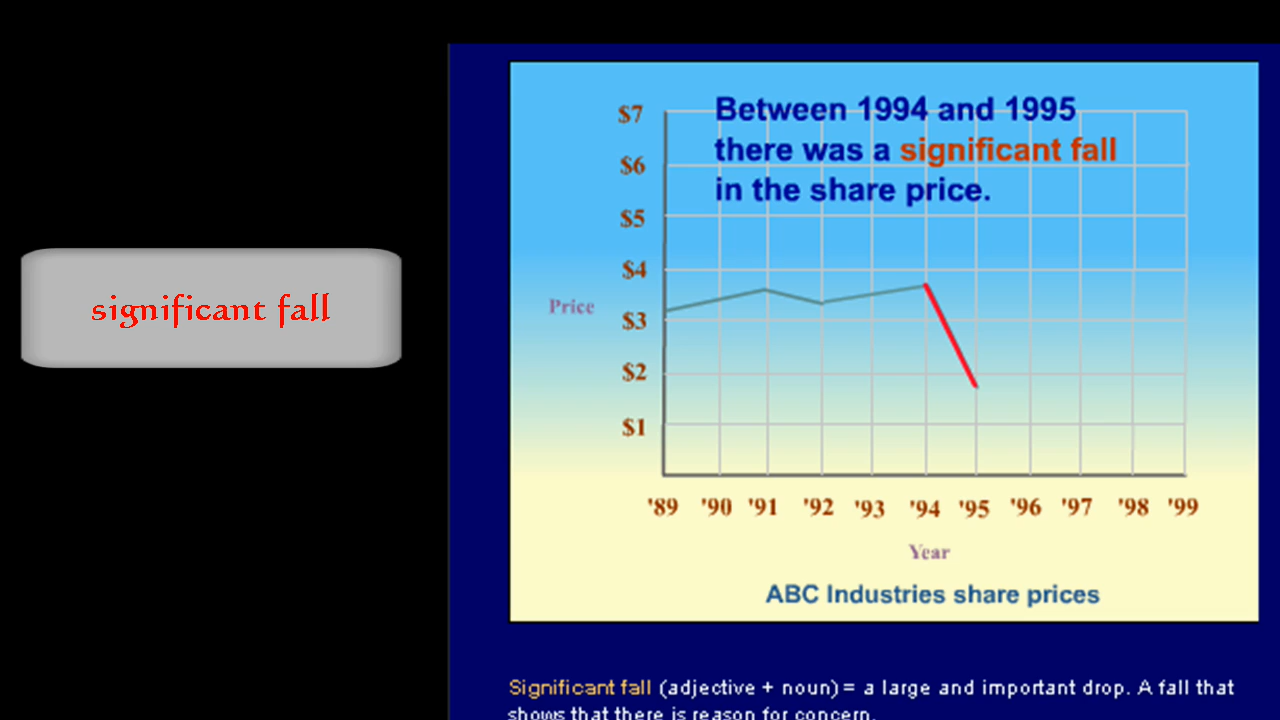 significant fall
Between 1994 and 1995
there was a significant fall
in the share price.
$7
$6
$5
$4
$3
$2
$1
Price
'89 '90 '91 '92 '93 '94 '95 '96 '97 '98 '99
Year
ABC Industries share prices
Significant fall (adjective + noun) = a large and important drop. A fall that
shows that there is reason for concern.